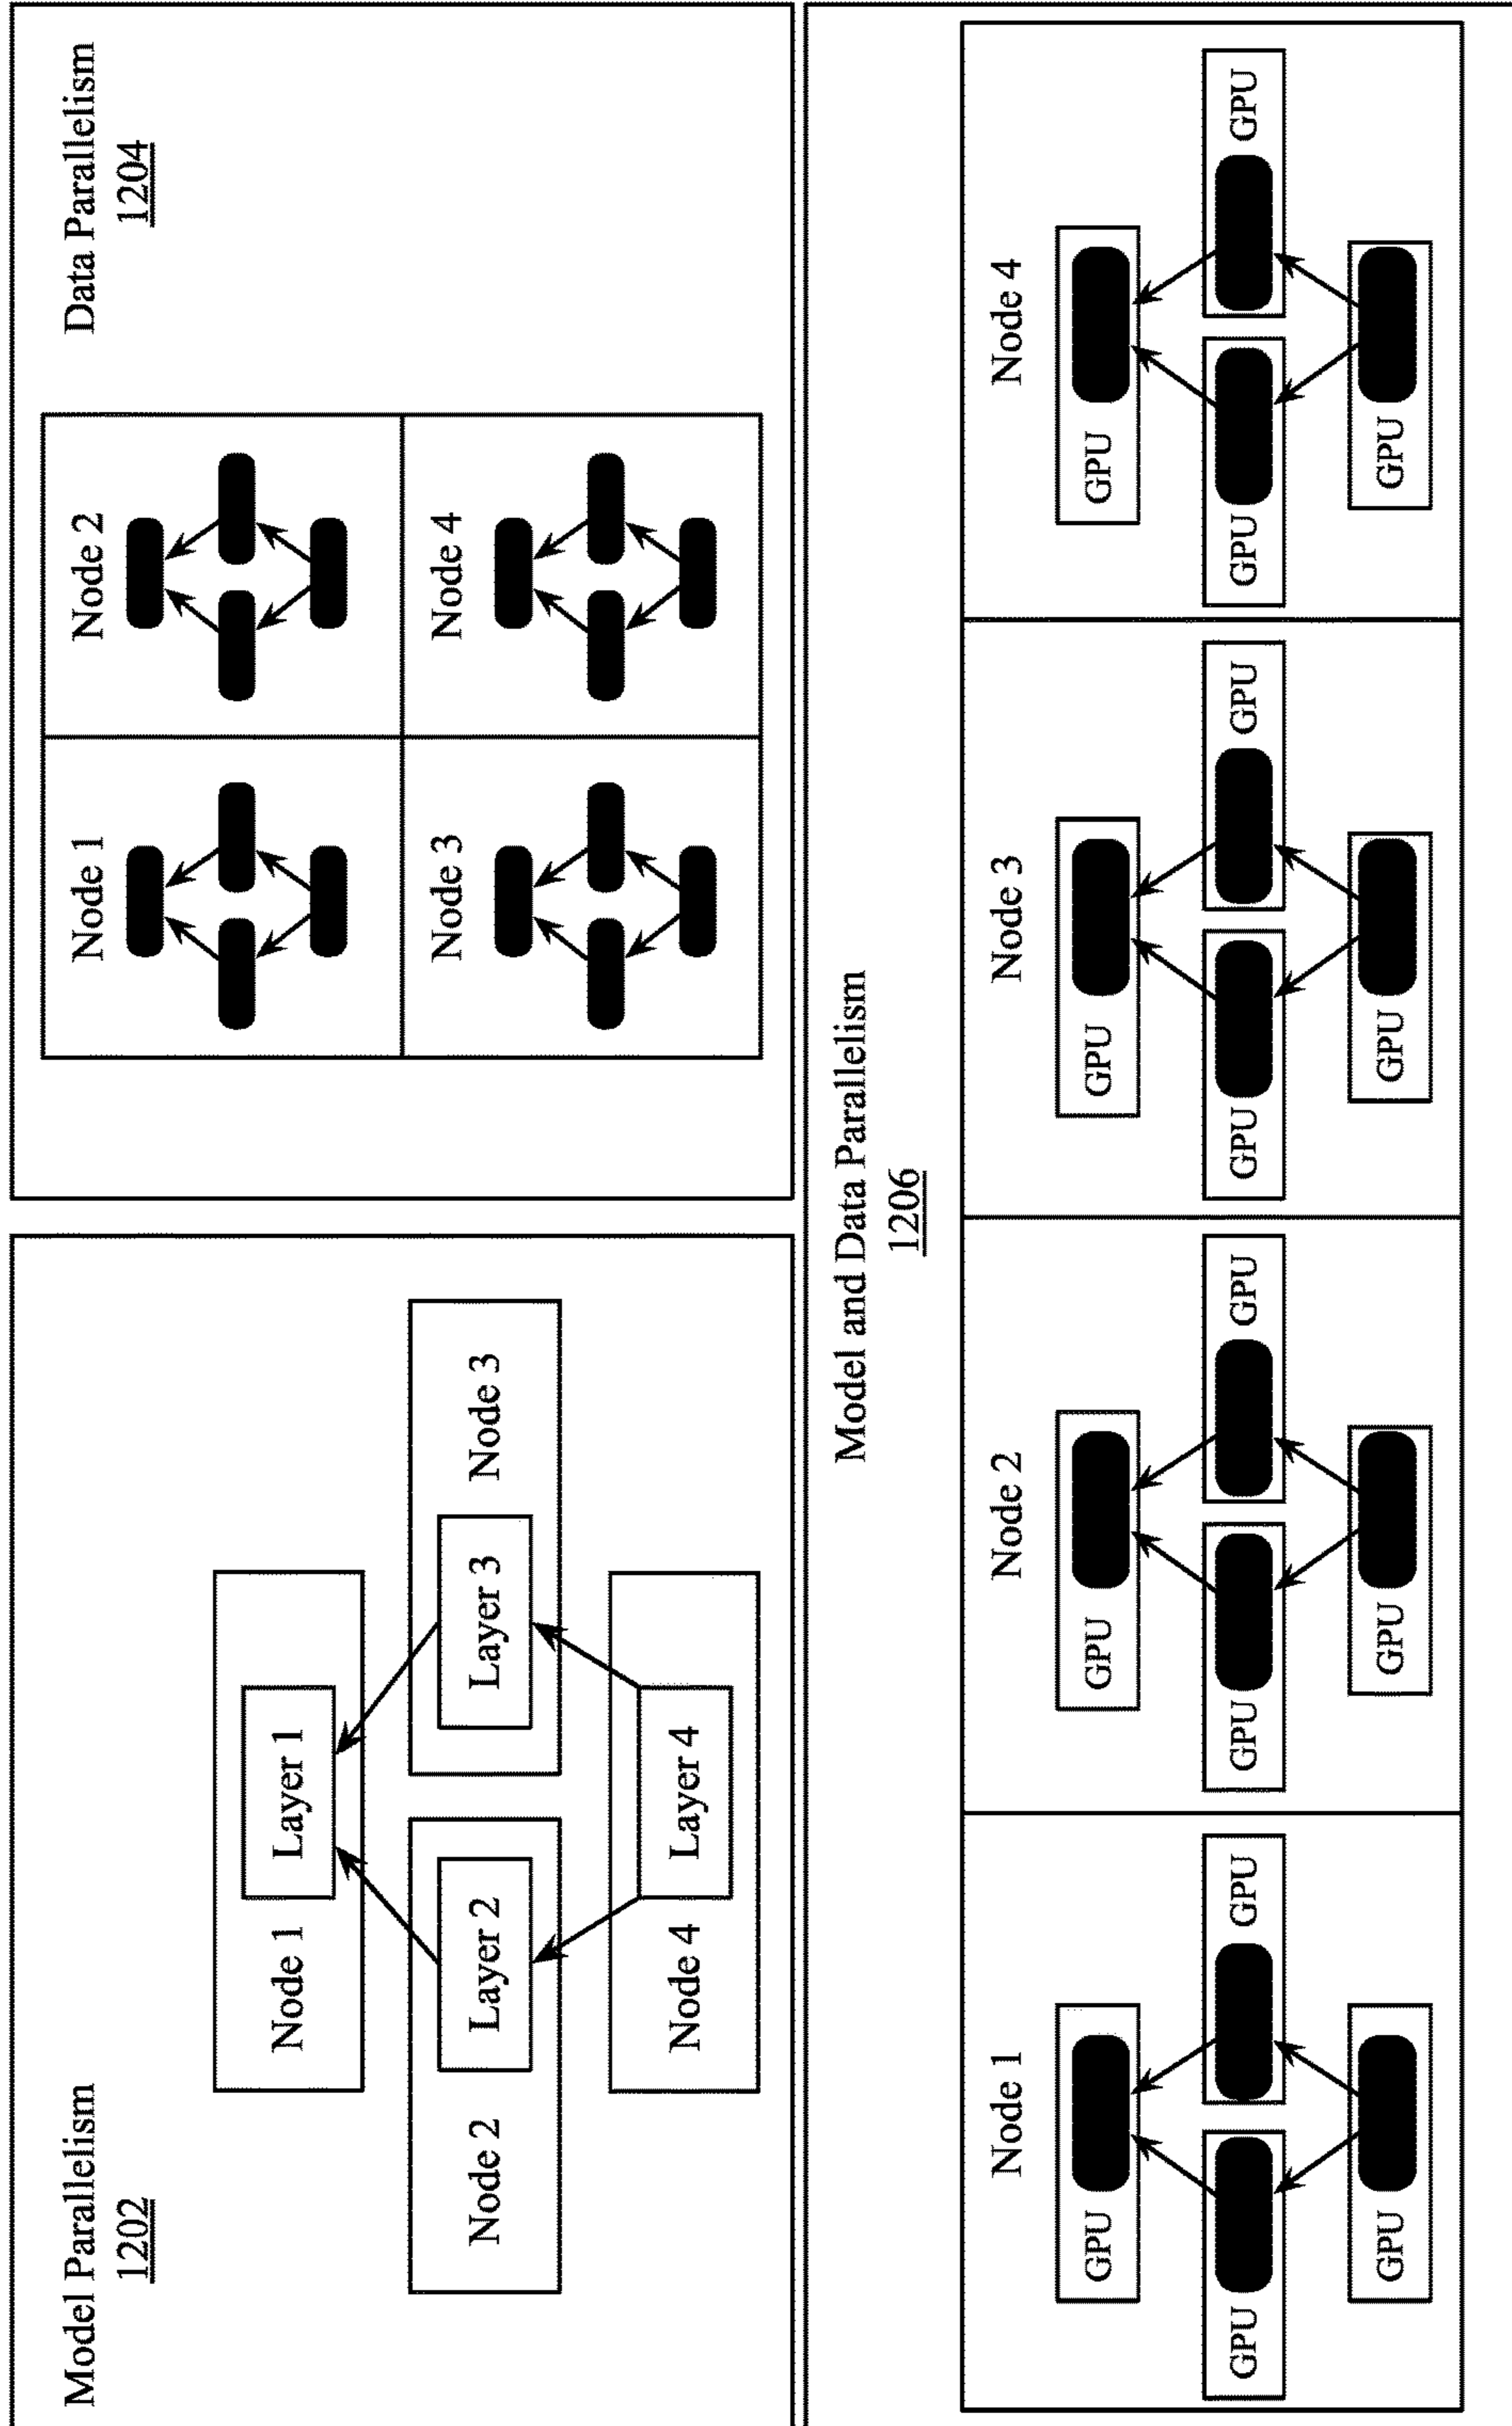 Model Parallelism
1202
Node 1
Layer 1
Node 2
Layer 2
Layer 3
Node 3
Node 4
Layer 4
Data Parallelism
1204
Node 1
Node 2
Node 3
Node 4
Model and Data Parallelism
1206
Node 1
GPU
GPU
GPU
GPU
Node 2
GPU
GPU
GPU
GPU
Node 3
GPU
GPU
GPU
GPU
Node 4
GPU
GPU
GPU
GPU